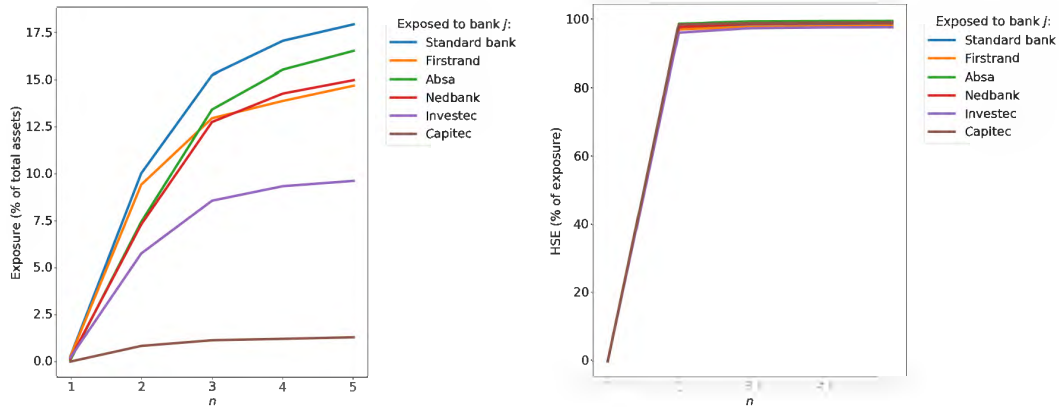 Exposure (% of total assets)
17.5
15.0
12.5
10.0
7.5
5.0
2.5
0.0
1 2 3 4 5
n
Exposed to bank j:
Standard bank
Firstrand
Absa
Nedbank
Investec
Capitec
HSE (% of exposure)
100
80
60
40
20
0
n
Exposed to bank j:
Standard bank
Firstrand
Absa
Nedbank
Investec
Capitec